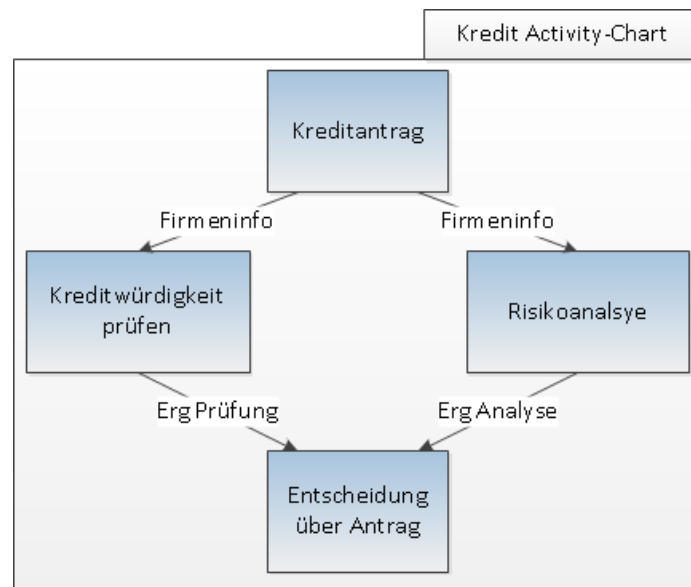 Kredit Activity-Chart
Kreditantrag
Firmeninfo
Firmeninfo
Kreditwürdigkeit
prüfen
Risikoanalsye
Erg Prüfung
Erg Analyse
Entscheidung
über Antrag